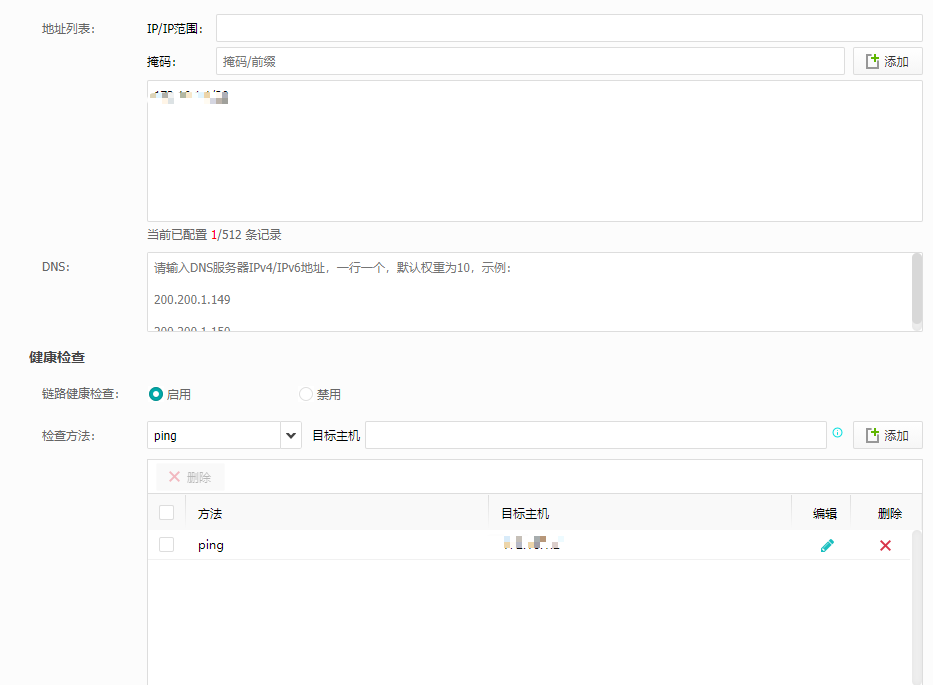 地址列表: IP/IP范围:
掩码: 掩码/前缀 添加
当前已配置 1/512 条记录
DNS: 请输入DNS服务器IPv4/IPv6地址，一行一个，默认权重为10，示例:
200.200.1.149
200.200.1.150
健康检查
链路健康检查: 启用 禁用
检查方法: ping 目标主机 添加
删除
方法 目标主机 编辑 删除
ping